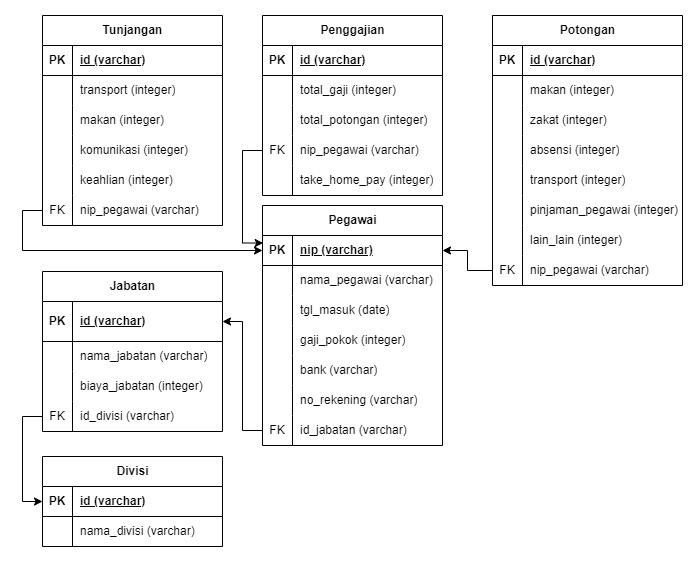 Tunjangan
PK id (varchar)
transport (integer)
makan (integer)
komunikasi (integer)
keahlian (integer)
FK nip_pegawai (varchar)
Penggajian
PK id (varchar)
total_gaji (integer)
total_potongan (integer)
FK nip_pegawai (varchar)
take_home_pay (integer)
Potongan
PK id (varchar)
makan (integer)
zakat (integer)
absensi (integer)
transport (integer)
pinjaman_pegawai (integer)
lain_lain (integer)
FK nip_pegawai (varchar)
Pegawai
PK nip (varchar)
nama_pegawai (varchar)
tgl_masuk (date)
gaji_pokok (integer)
bank (varchar)
no_rekening (varchar)
FK id_jabatan (varchar)
Jabatan
PK id (varchar)
nama_jabatan (varchar)
biaya_jabatan (integer)
FK id_divisi (varchar)
Divisi
PK id (varchar)
nama_divisi (varchar)